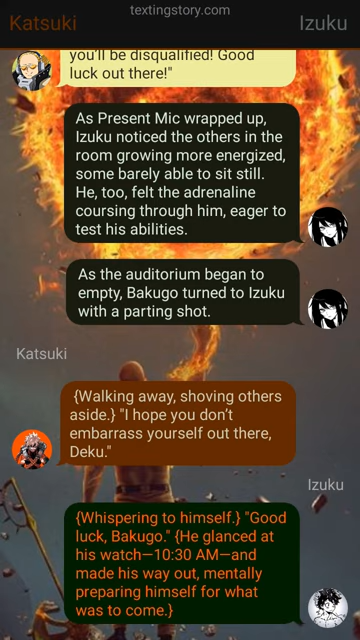 textingstory.com
Katsuki
Izuku
you'll be disqualified! Good
luck out there!"
As Present Mic wrapped up,
Izuku noticed the others in the
room growing more energized,
some barely able to sit still.
He, too, felt the adrenaline
coursing through him, eager to
test his abilities.
As the auditorium began to
empty, Bakugo turned to Izuku
with a parting shot.
Katsuki
{Walking away, shoving others
aside.} "I hope you don't
embarrass yourself out there,
Deku."
Izuku
{Whispering to himself.} "Good
luck, Bakugo." {He glanced at
his watch—10:30 AM—and
made his way out, mentally
preparing himself for what
was to come.}